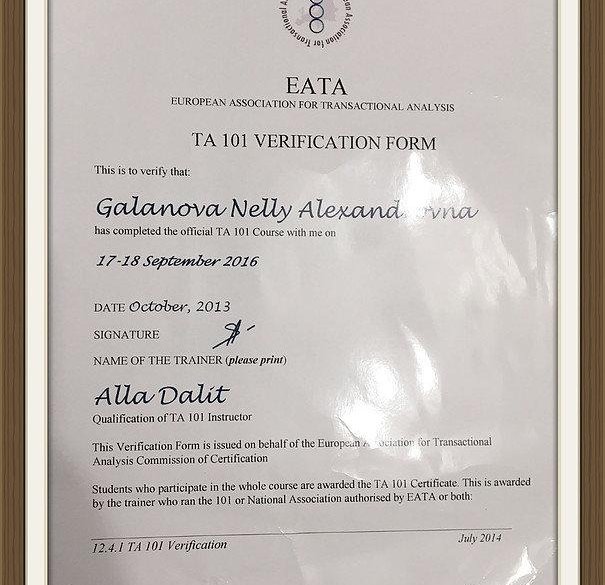 EATA
EUROPEAN ASSOCIATION FOR TRANSACTIONAL ANALYSIS
TA 101 VERIFICATION FORM
This is to verify that:
Galanova Nelly
has completed the official TA 101 Course with me on
17-18 September 2016
DATE October, 2013
SIGNATURE
NAME OF THE TRAINER (please print)
Alla Dalit
Qualification of TA 101 Instructor
This Verification Form is issued on behalf of the European Association for Transactional
Analysis Commission of Certification
Students who participate in the whole course are awarded the TA 101 Certificate. This is awarded
by the trainer who ran the 101 or National Association authorised by EATA or both:
12.4.1 TA 101 Verification
July 2014